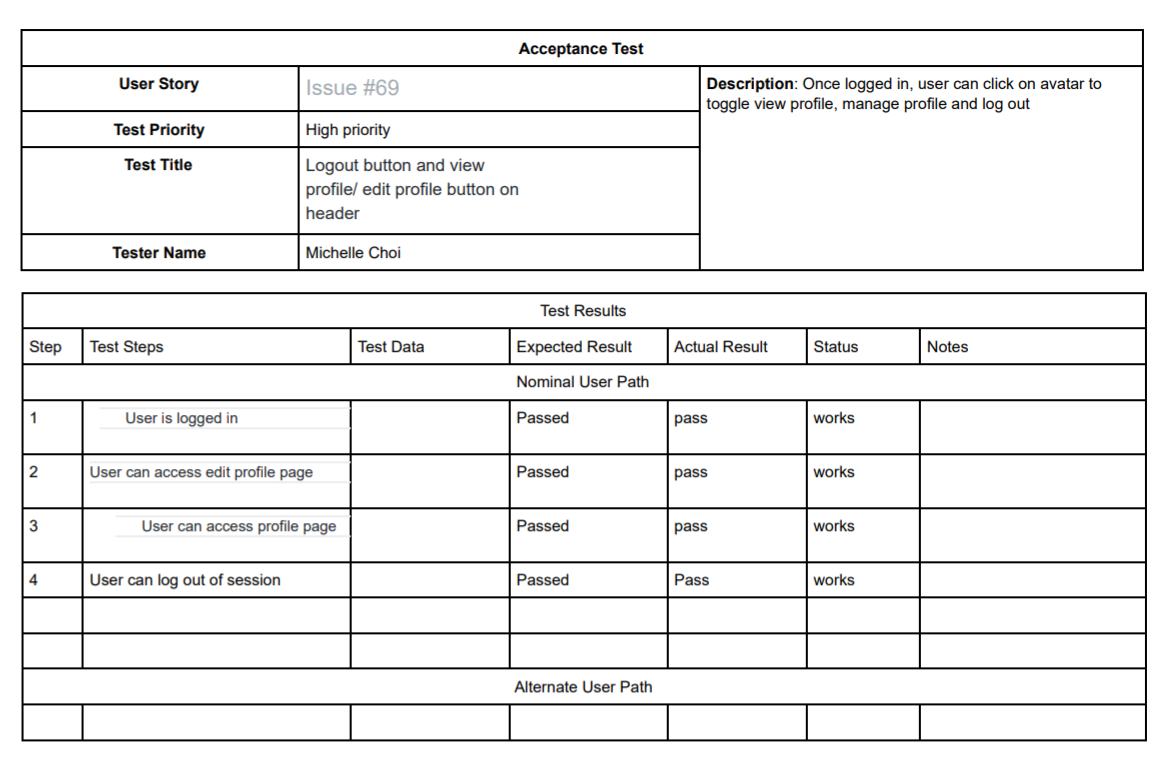 Acceptance Test
User Story
Issue #69
Description: Once logged in, user can click on avatar to
toggle view profile, manage profile and log out
Test Priority
High priority
Test Title
Logout button and view
profile/ edit profile button on
header
Tester Name
Michelle Choi
Test Results
Step Test Steps Test Data Expected Result Actual Result Status Notes
Nominal User Path
1 User is logged in Passed pass works
2 User can access edit profile page Passed pass works
3 User can access profile page Passed pass works
4 User can log out of session Passed Pass works
Alternate User Path